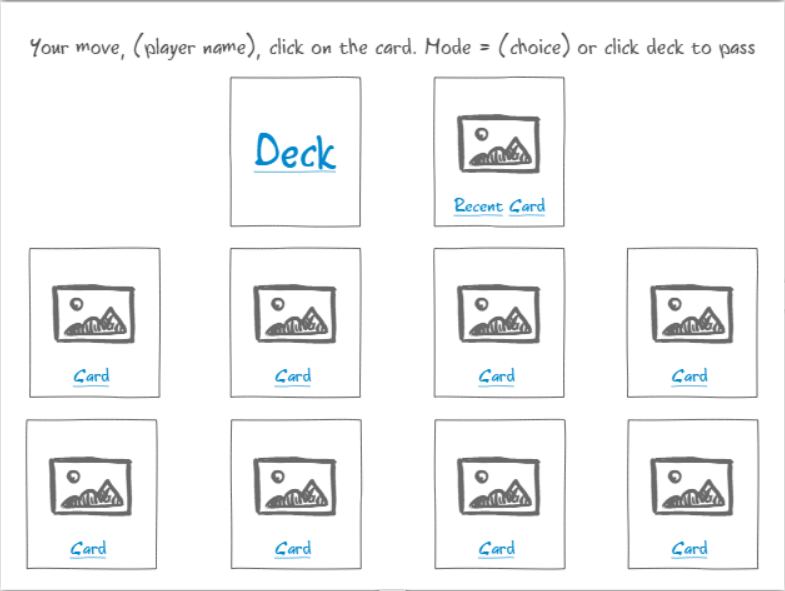 Your move, (player name), click on the card. Mode = (choice) or click deck to pass
Deck
Recent Card
Card Card Card Card
Card Card Card Card